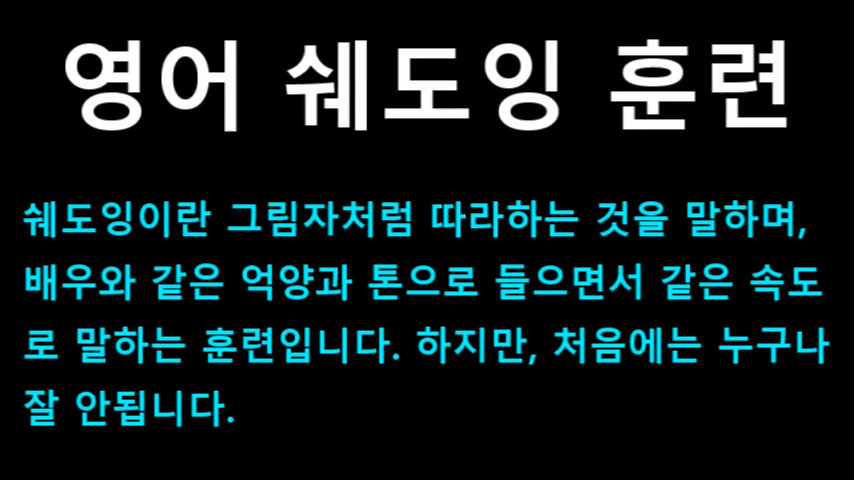 영어 쉐도잉 훈련
쉐도잉이란 그림자처럼 따라하는 것을 말하며,
배우와 같은 억양과 톤으로 들으면서 같은 속도
로 말하는 훈련입니다. 하지만, 처음에는 누구나
잘 안됩니다.